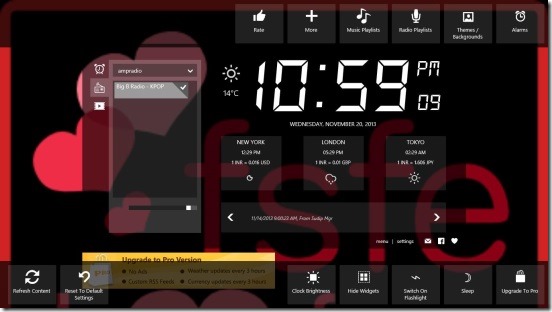 Rate
More
Music Playlists
Radio Playlists
Themes /
Backgrounds
Alarms
ampradio
Big B Radio - KPOP
14°C
10:59 PM
09
WEDNESDAY, NOVEMBER 20, 2013
NEW YORK
12:29 PM
1 INR = 0.016 USD
LONDON
05:29 PM
1 INR = 0.01 GBP
TOKYO
02:29 AM
1 INR = 1.606 JPY
fsfe
11/14/2013 9:00:23 AM, From Sudip Mgr
menu | settings
Upgrade to Pro Version
No Ads
Weather updates every 3 hours
Custom RSS Feeds
Currency updates every 3 hours
Refresh Content
Reset To Default
Settings
Clock Brightness
Hide Widgets
Switch On
Flashlight
Sleep
Upgrade To Pro